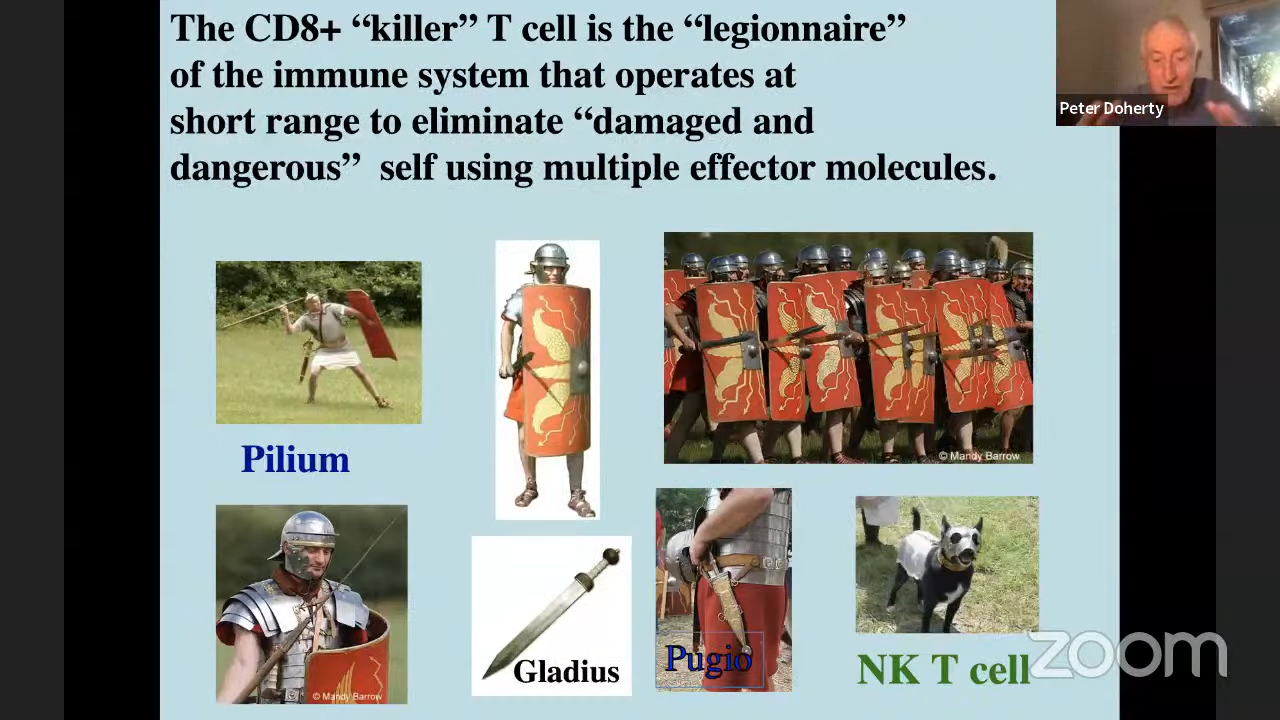 The CD8+ “killer” T cell is the “legionnaire”
of the immune system that operates at
short range to eliminate “damaged and
dangerous” self using multiple effector molecules.
Peter Doherty
© Mandy Barrow
Pilium
© Mandy Barrow
Gladius
Pugio
NK T cell
zoom